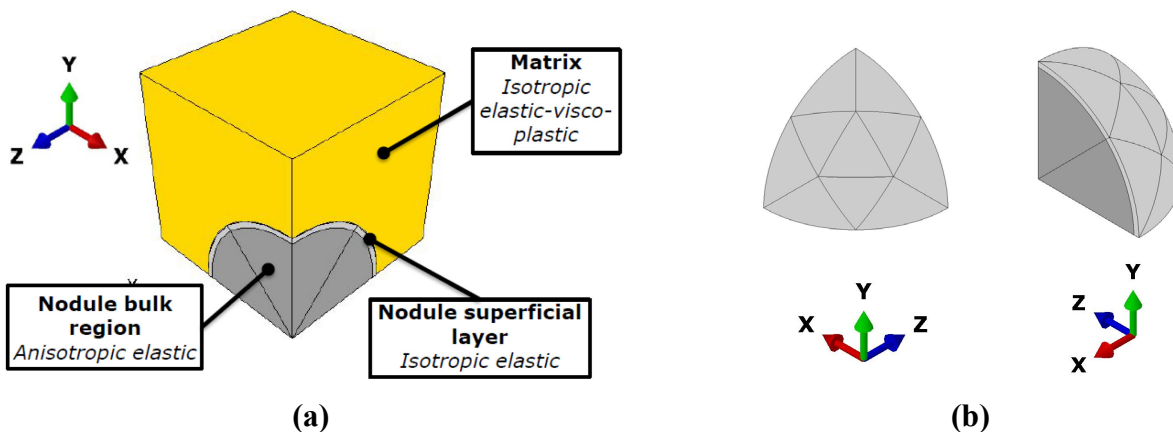 Matrix
Isotropic
elastic-visco-
plastic
Y
Z
X
Y
Nodule bulk
region
Anisotropic elastic
Nodule superficial
layer
Isotropic elastic
Y
X
Z
Y
Z
X
(a)
(b)